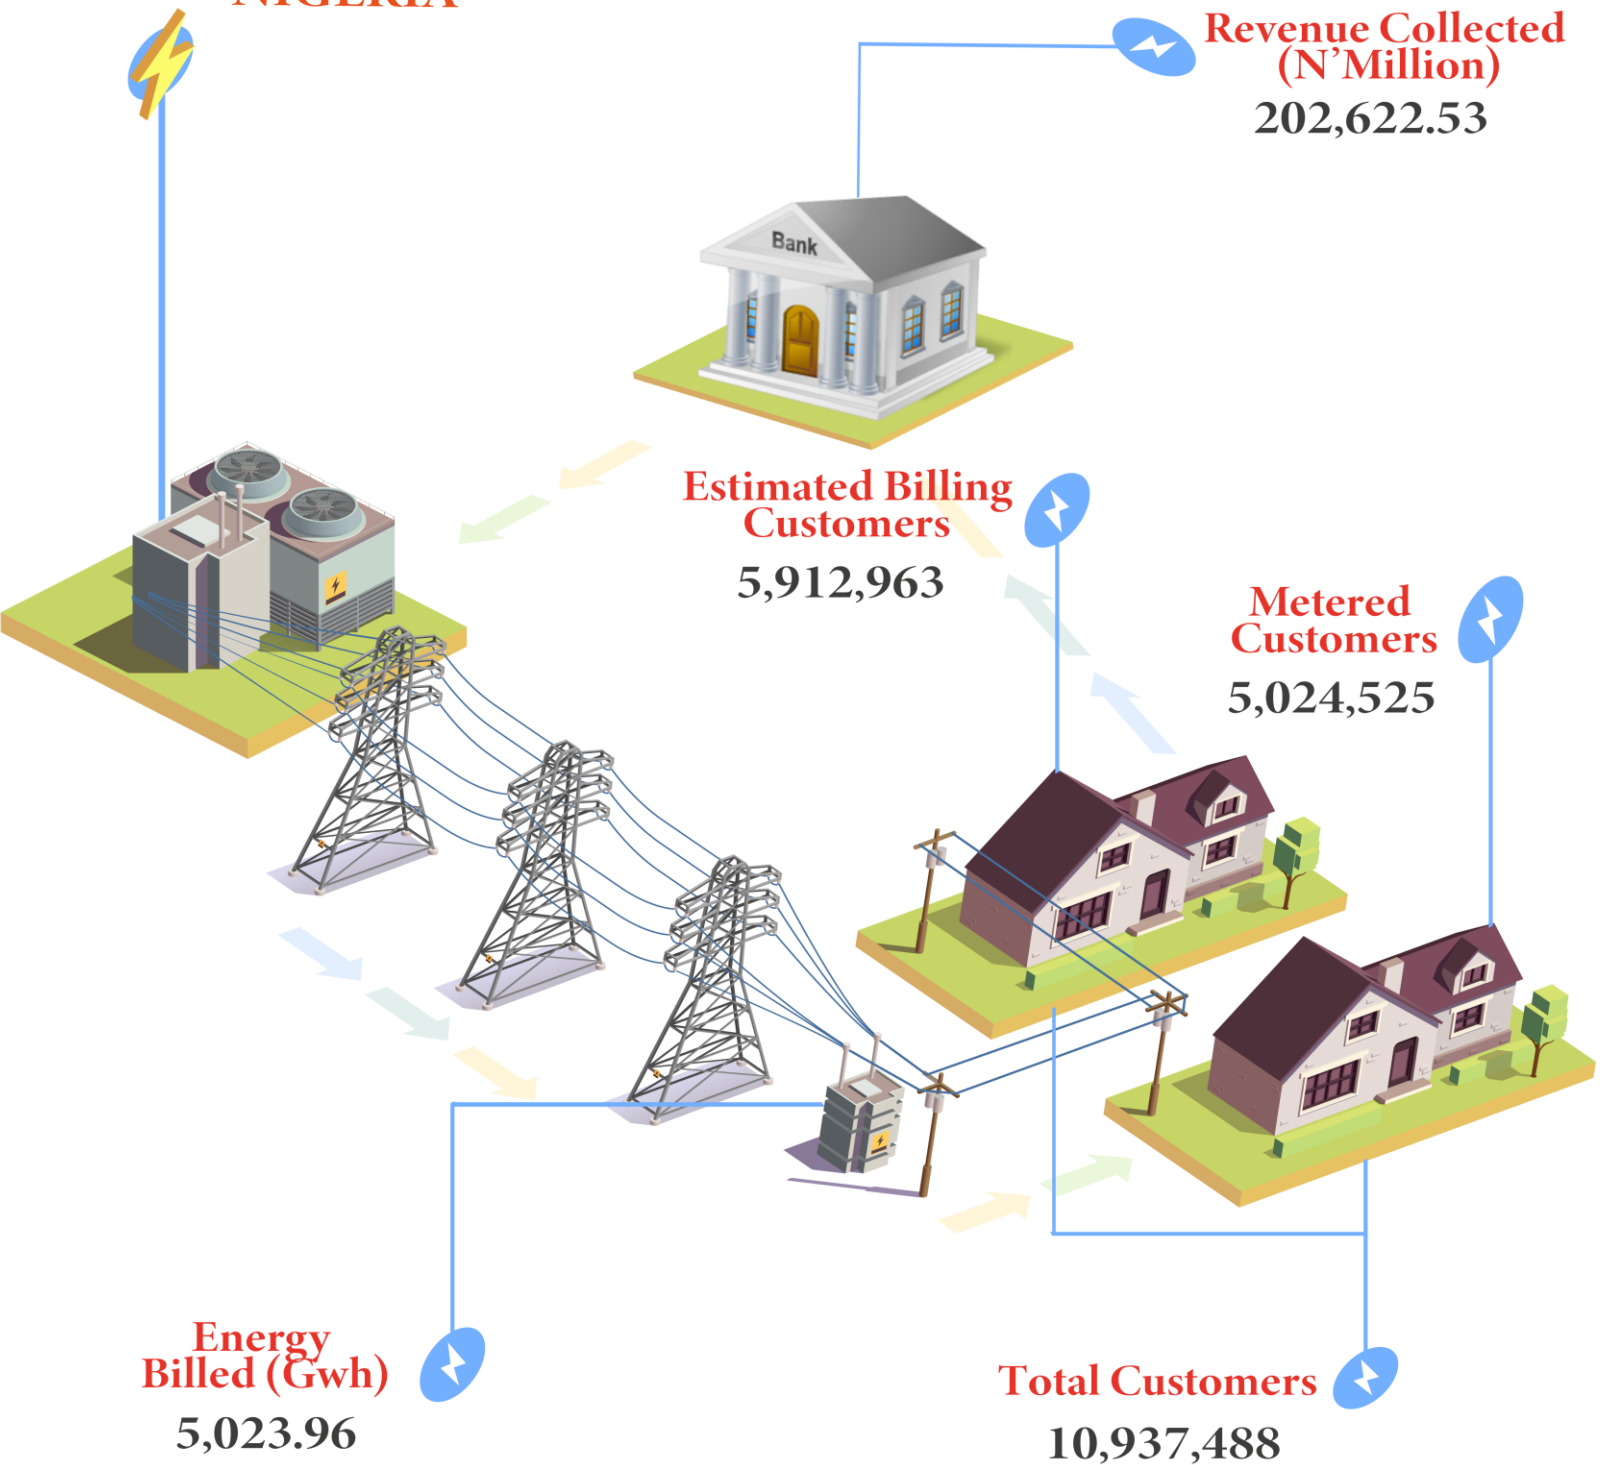 NIGERIA
Revenue Collected
(N’Million)
202,622.53
Bank
Estimated Billing
Customers
5,912,963
Metered
Customers
5,024,525
Energy
Billed (Gwh)
5,023.96
Total Customers
10,937,488